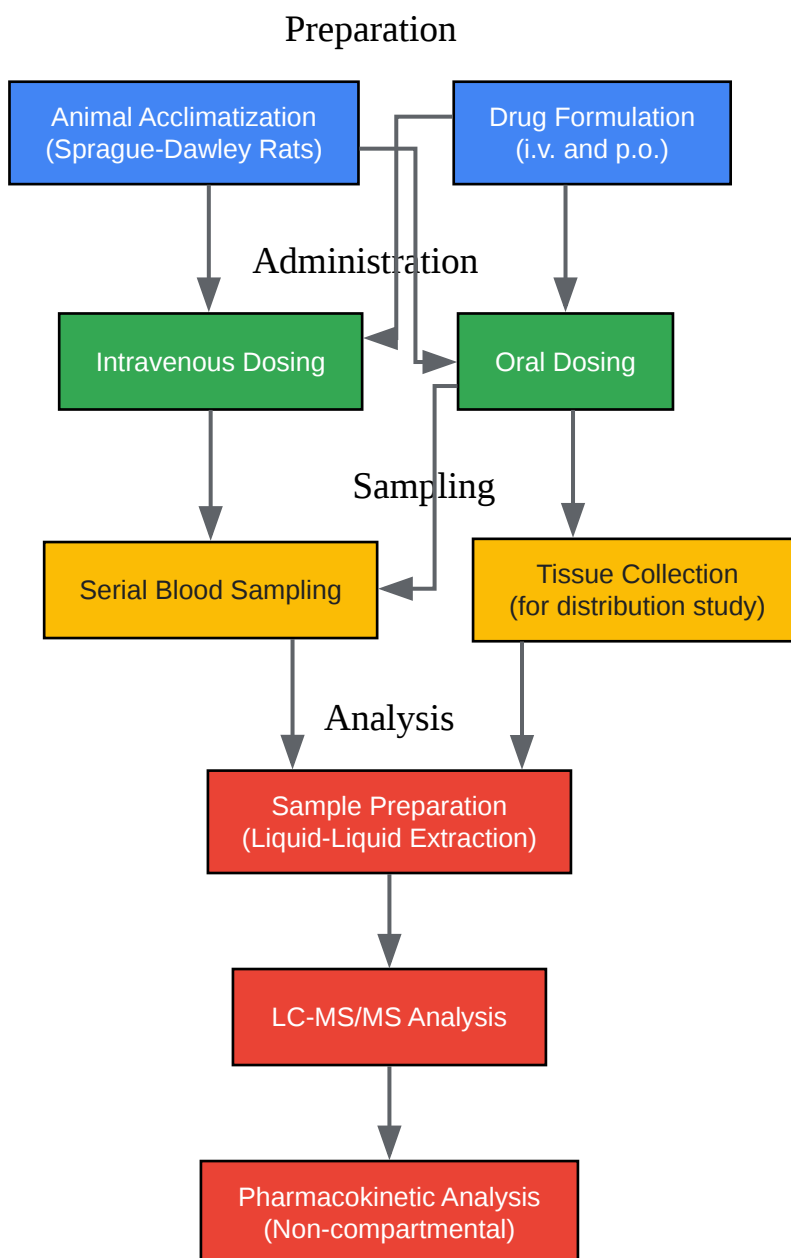 Preparation
Animal Acclimatization
(Sprague-Dawley Rats)
Drug Formulation
(i.v. and p.o.)
Administration
Intravenous Dosing
Oral Dosing
Sampling
Serial Blood Sampling
Tissue Collection
(for distribution study)
Analysis
Sample Preparation
(Liquid-Liquid Extraction)
LC-MS/MS Analysis
Pharmacokinetic Analysis
(Non-compartmental)